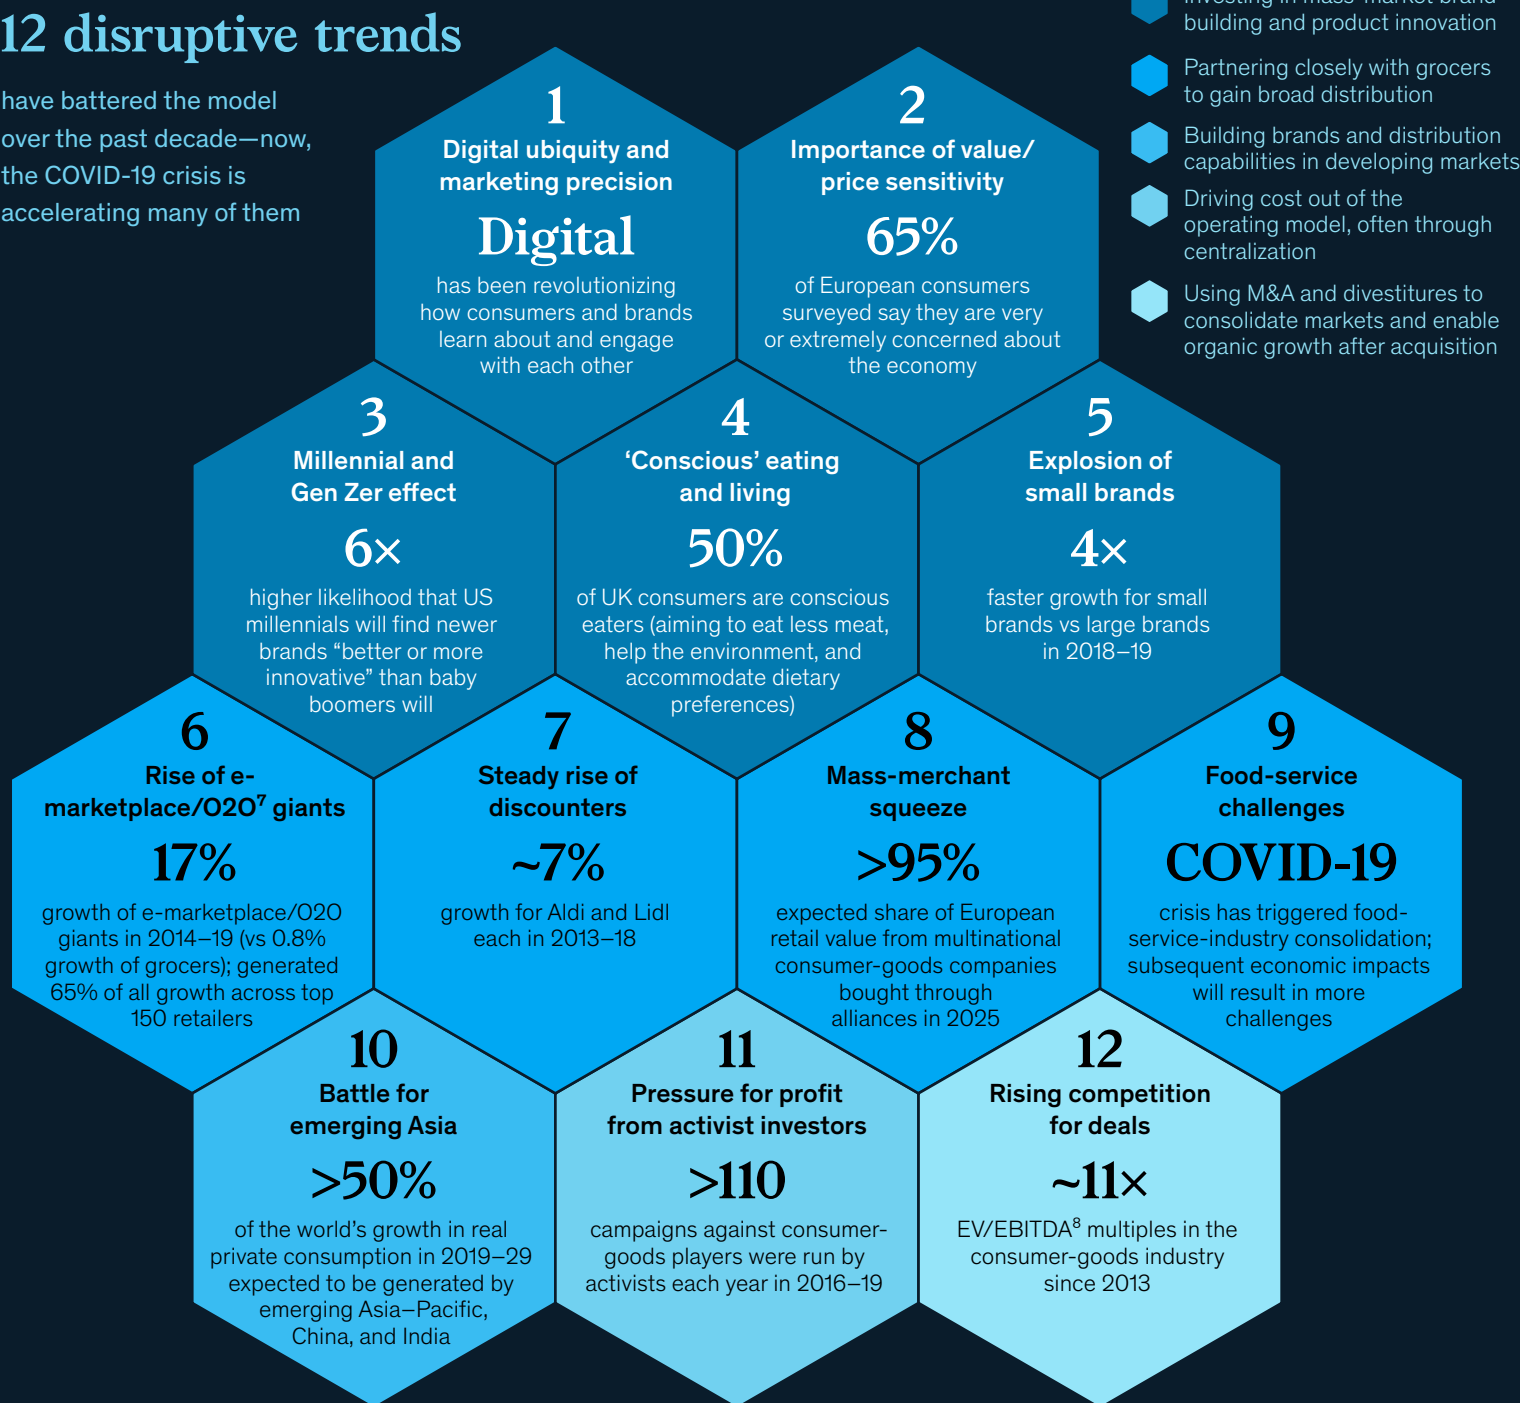 12 disruptive trends
have battered the model
over the past decade—now,
the COVID-19 crisis is
accelerating many of them
building and product innovation
Partnering closely with grocers
to gain broad distribution
Building brands and distribution
capabilities in developing markets
Driving cost out of the
operating model, often through
centralization
Using M&A and divestitures to
consolidate markets and enable
organic growth after acquisition
1
Digital ubiquity and
marketing precision
Digital
has been revolutionizing
how consumers and brands
learn about and engage
with each other
2
Importance of value/
price sensitivity
65%
of European consumers
surveyed say they are very
or extremely concerned about
the economy
3
Millennial and
Gen Zer effect
6×
higher likelihood that US
millennials will find newer
brands “better or more
innovative” than baby
boomers will
4
‘Conscious’ eating
and living
50%
of UK consumers are conscious
eaters (aiming to eat less meat,
help the environment, and
accommodate dietary
preferences)
5
Explosion of
small brands
4×
faster growth for small
brands vs large brands
in 2018–19
6
Rise of e-
marketplace/O2O⁷ giants
17%
growth of e-marketplace/O2O
giants in 2014–19 (vs 0.8%
growth of grocers); generated
65% of all growth across top
150 retailers
7
Steady rise of
discounters
~7%
growth for Aldi and Lidl
each in 2013–18
8
Mass-merchant
squeeze
>95%
expected share of European
retail value from multinational
consumer-goods companies
bought through
alliances in 2025
9
Food-service
challenges
COVID-19
crisis has triggered food-
service-industry consolidation;
subsequent economic impacts
will result in more
challenges
10
Battle for
emerging Asia
>50%
of the world’s growth in real
private consumption in 2019–29
expected to be generated by
emerging Asia–Pacific,
China, and India
11
Pressure for profit
from activist investors
>110
campaigns against consumer-
goods players were run by
activists each year in 2016–19
12
Rising competition
for deals
~11×
EV/EBITDA⁸ multiples in the
consumer-goods industry
since 2013